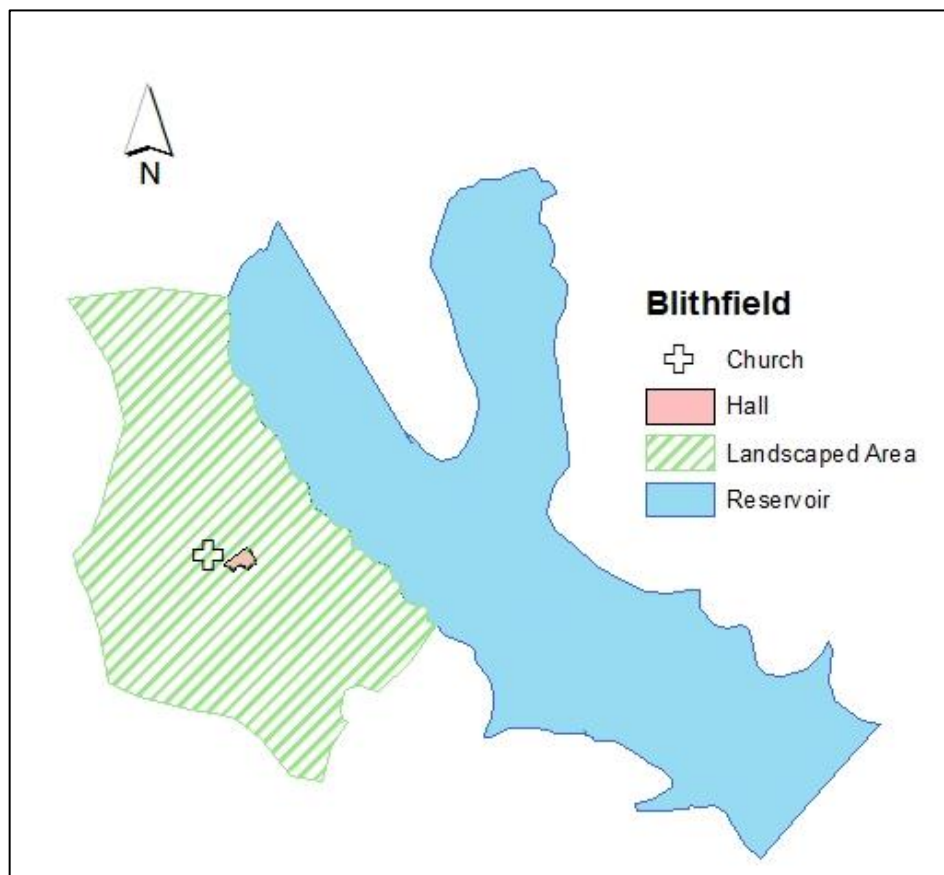 N
Blithfield
Church
Hall
Landscaped Area
Reservoir